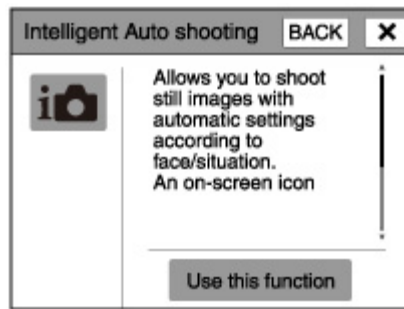 Intelligent Auto shooting BACK
Allows you to shoot
still images with
automatic settings
according to
face/situation.
An on-screen icon
Use this function